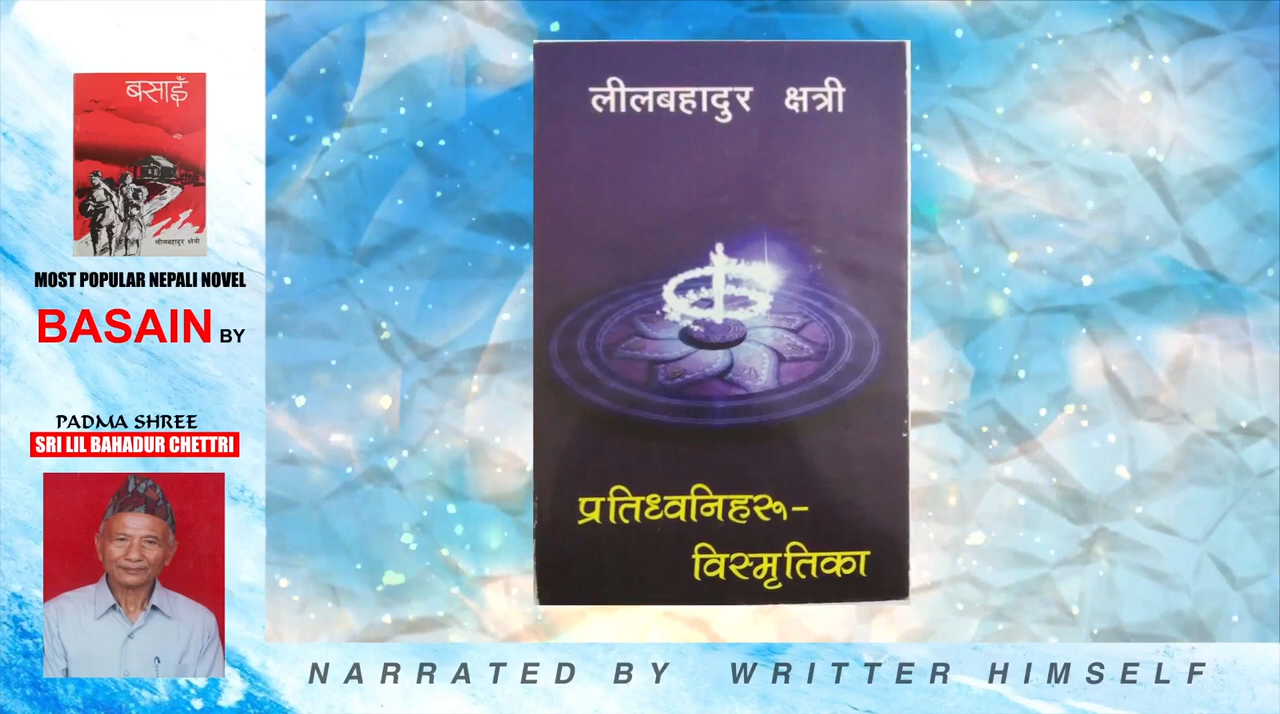 बसाइँ
लीलबहादुर क्षेत्री
MOST POPULAR NEPALI NOVEL
BASAIN BY
PADMA SHREE
SRI LIL BAHADUR CHETTRI
लीलबहादुर क्षत्री
प्रतिध्वनिहरू-
विस्मृतिका
NARRATED BY WRITTER HIMSELF